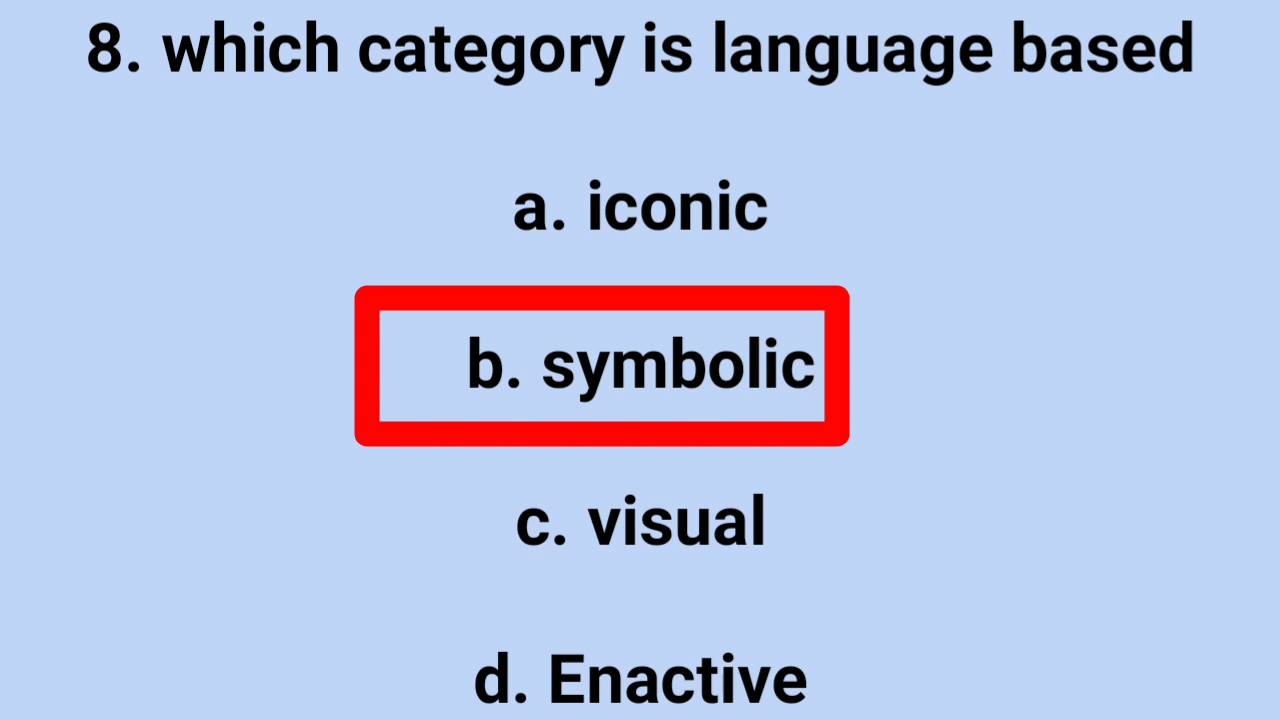 8. which category is language based
a. iconic
b. symbolic
c. visual
d. Enactive